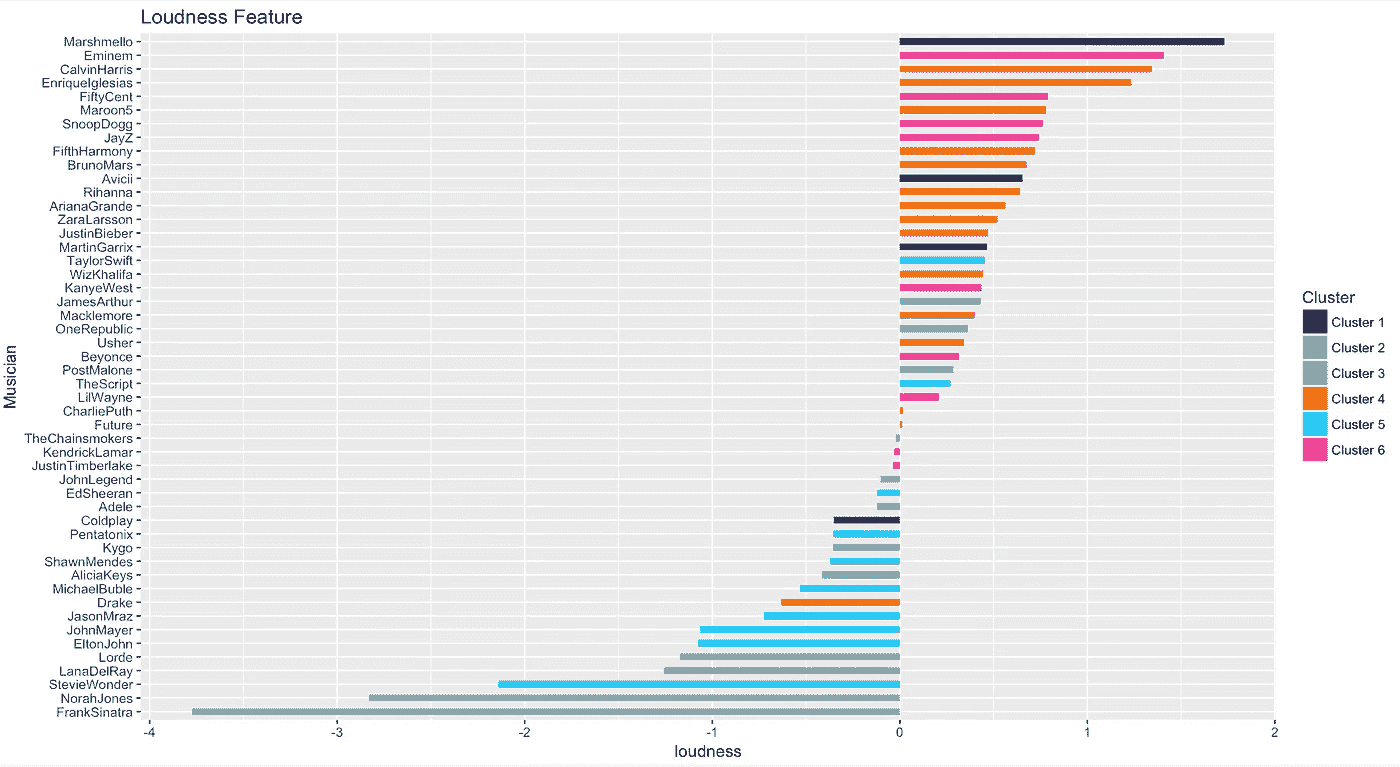 Loudness Feature
Marshmello
Eminem
CalvinHarris
EnriqueIglesias
FiftyCent
Maroon5
SnoopDogg
JayZ
FifthHarmony
BrunoMars
Avicii
Rihanna
ArianaGrande
ZaraLarsson
JustinBieber
MartinGarrix
TaylorSwift
WizKhalifa
KanyeWest
JamesArthur
Macklemore
OneRepublic
Usher
Beyonce
PostMalone
TheScript
LilWayne
CharliePuth
Future
TheChainsmokers
KendrickLamar
JustinTimberlake
JohnLegend
EdSheeran
Adele
Coldplay
Pentatonix
Kygo
ShawnMendes
AliciaKeys
MichaelBuble
Drake
JasonMraz
JohnMayer
EltonJohn
Lorde
LanaDelRay
StevieWonder
NorahJones
FrankSinatra
Musician
-4 -3 -2 -1 0 1 2
loudness
Cluster
Cluster 1
Cluster 2
Cluster 3
Cluster 4
Cluster 5
Cluster 6